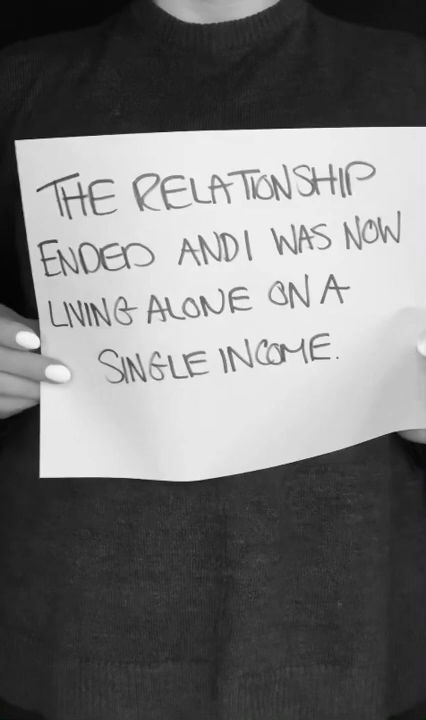 THE RELATIONSHIP
ENDED AND I WAS NOW
LIVING ALONE ON A
SINGLE INCOME.